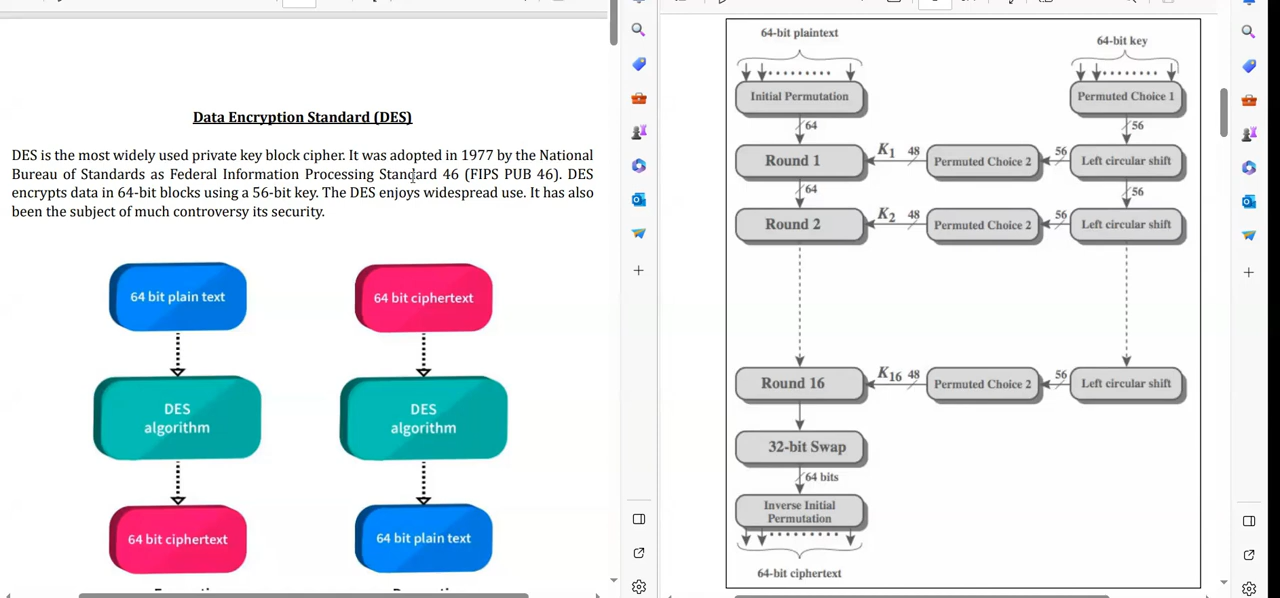 Data Encryption Standard (DES)
DES is the most widely used private key block cipher. It was adopted in 1977 by the National
Bureau of Standards as Federal Information Processing Standard 46 (FIPS PUB 46). DES
encrypts data in 64-bit blocks using a 56-bit key. The DES enjoys widespread use. It has also
been the subject of much controversy its security.
64 bit plain text
64 bit ciphertext
DES
algorithm
DES
algorithm
64 bit ciphertext
64 bit plain text
64-bit plaintext
64-bit key
Initial Permutation
Permuted Choice 1
64
56
Round 1
K1
48
Permuted Choice 2
56
Left circular shift
64
56
Round 2
K2
48
Permuted Choice 2
56
Left circular shift
Round 16
K16
48
Permuted Choice 2
56
Left circular shift
32-bit Swap
64 bits
Inverse Initial
Permutation
64-bit ciphertext